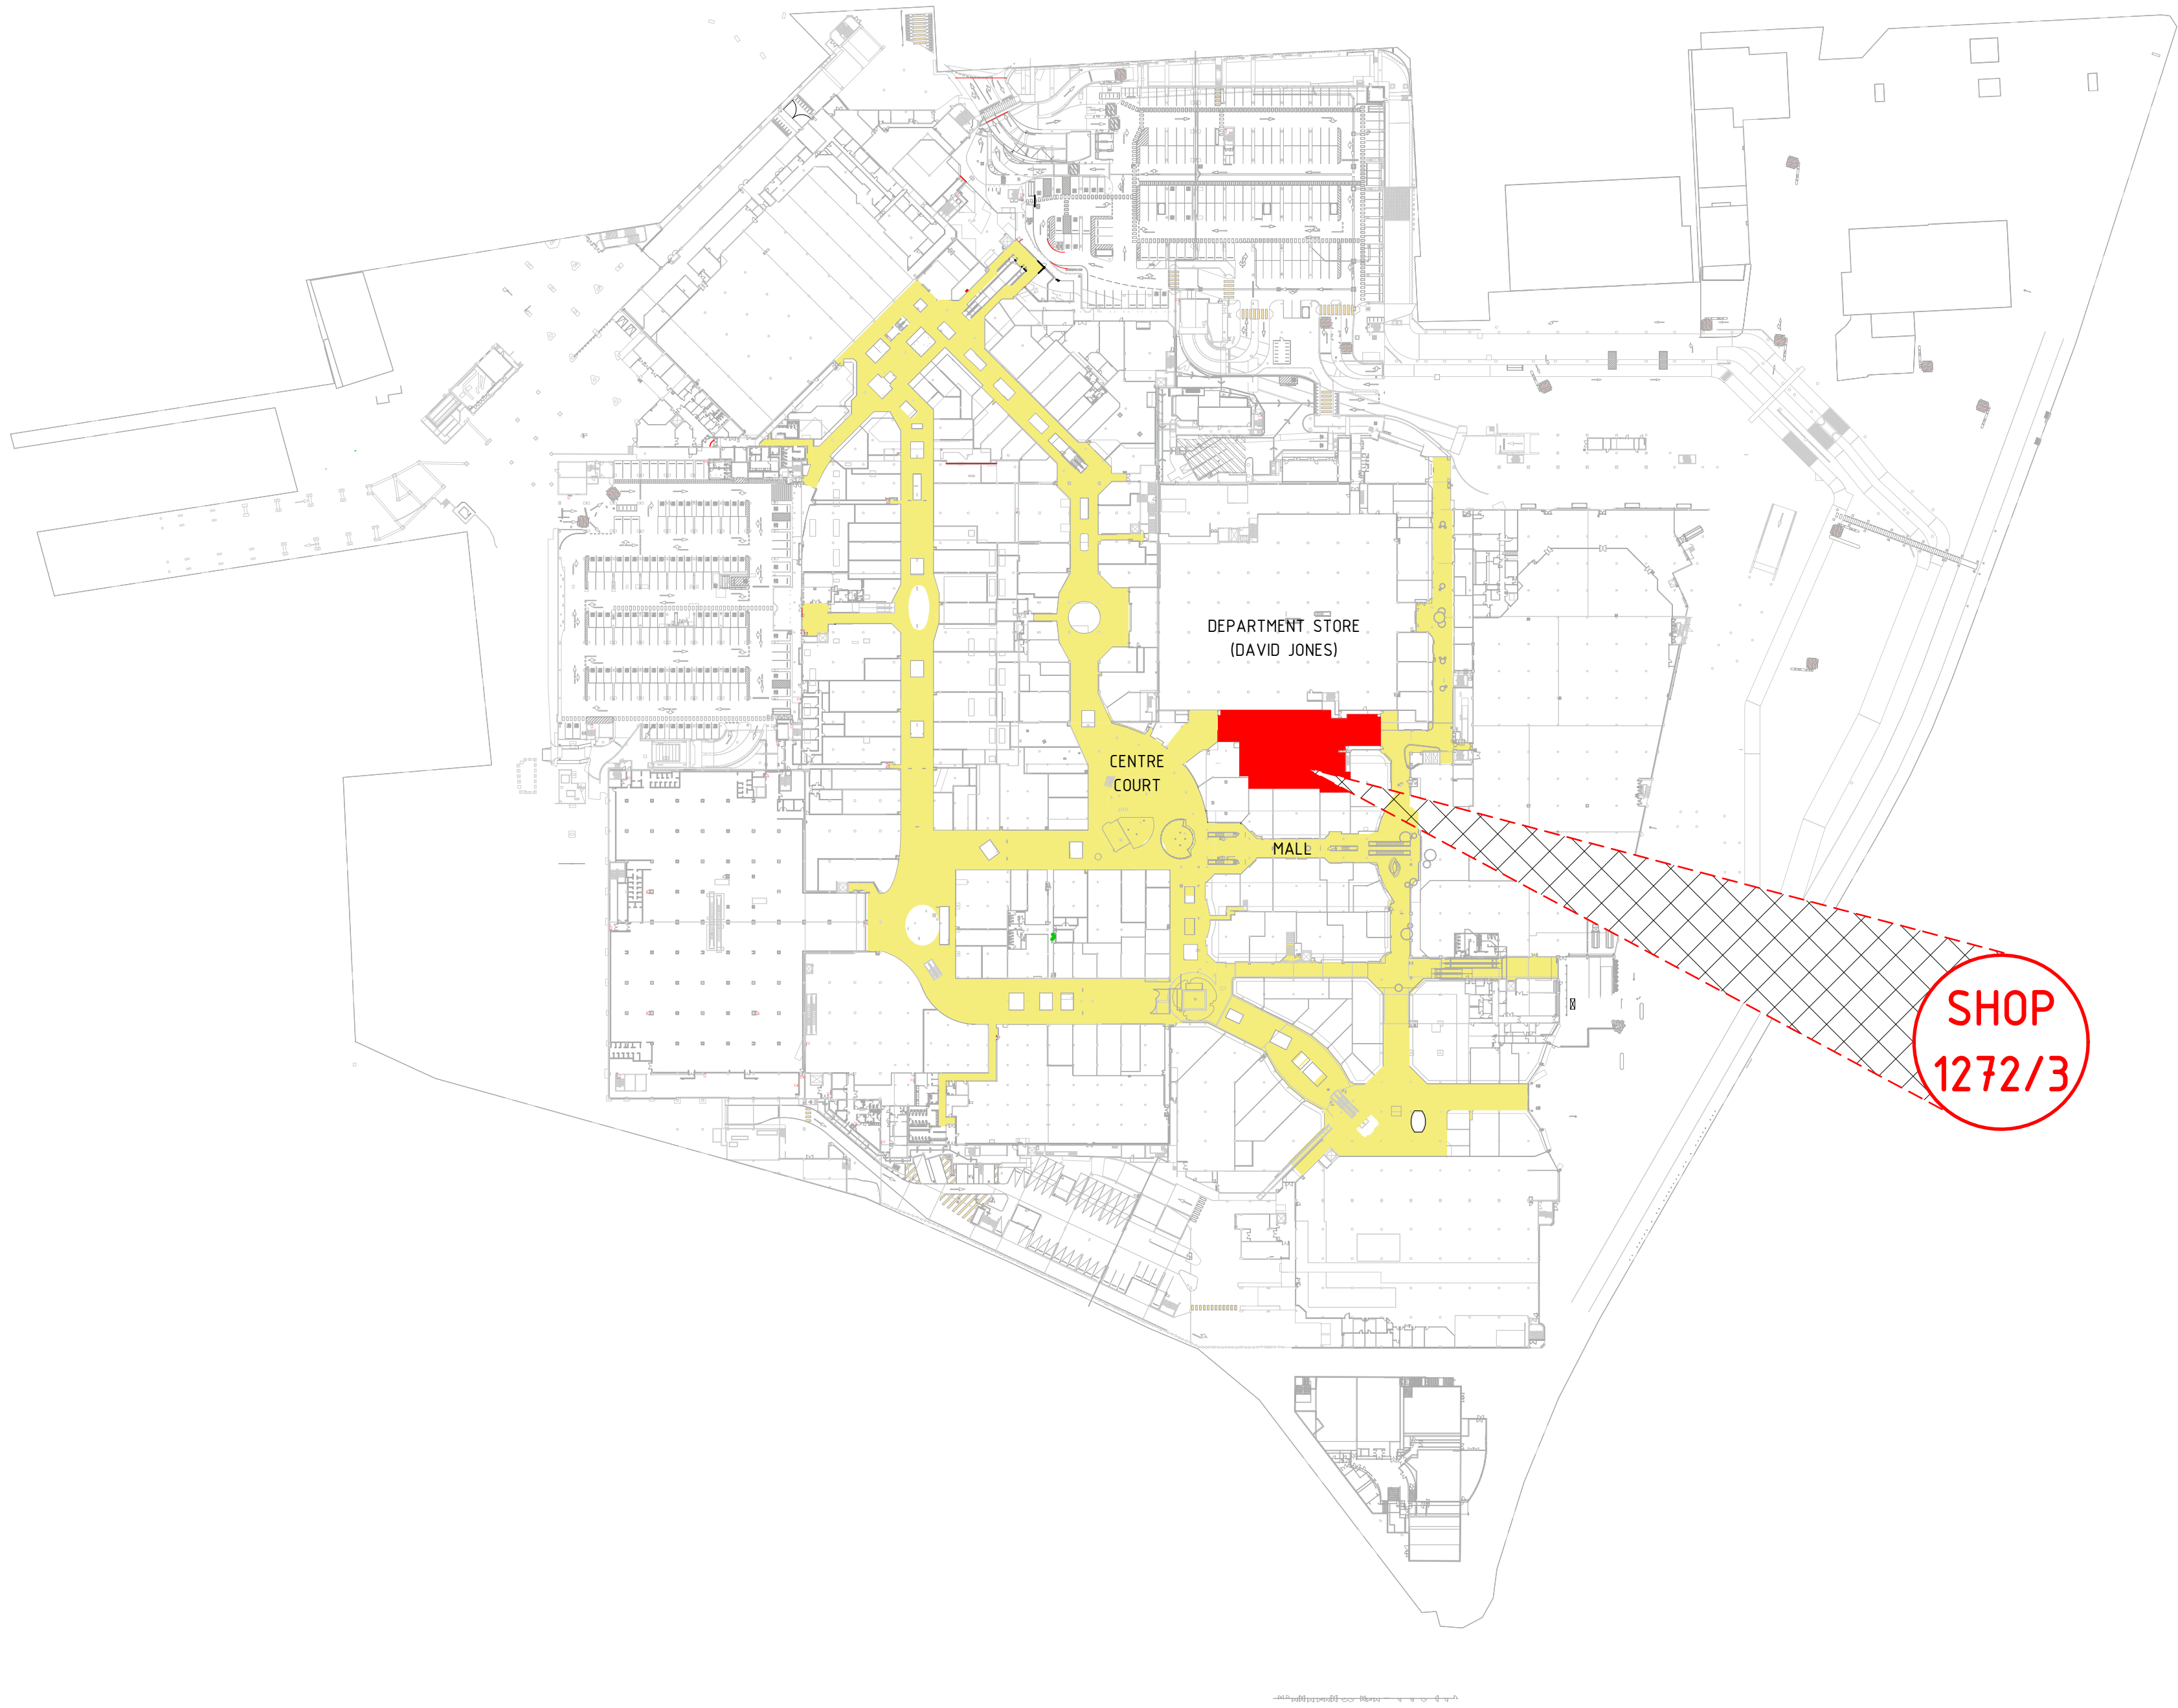 DEPARTMENT STORE
(DAVID JONES)
CENTRE
COURT
MALL
SHOP
1272/3